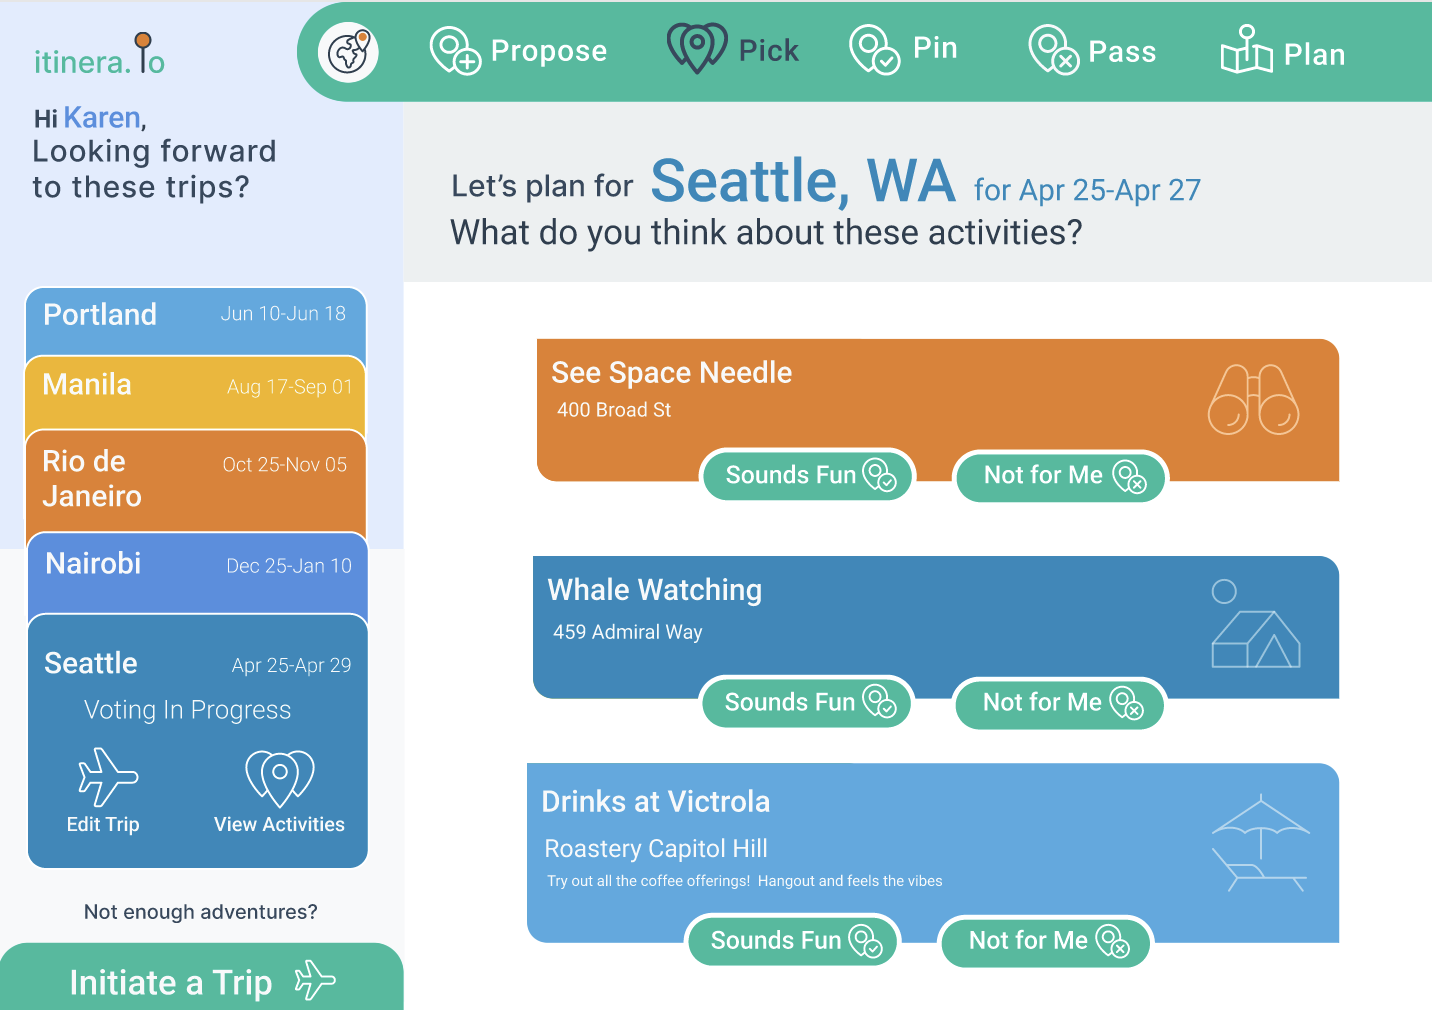 itinera.io
Propose
Pick
Pin
Pass
Plan
Hi Karen,
Looking forward
to these trips?
Let's plan for Seattle, WA for Apr 25-Apr 27
What do you think about these activities?
Portland Jun 10-Jun 18
Manila Aug 17-Sep 01
Rio de Oct 25-Nov 05
Janeiro
Nairobi Dec 25-Jan 10
Seattle Apr 25-Apr 29
Voting In Progress
Edit Trip View Activities
Not enough adventures?
Initiate a Trip
See Space Needle
400 Broad St
Sounds Fun Not for Me
Whale Watching
459 Admiral Way
Sounds Fun Not for Me
Drinks at Victrola
Roastery Capitol Hill
Try out all the coffee offerings! Hangout and feels the vibes
Sounds Fun Not for Me